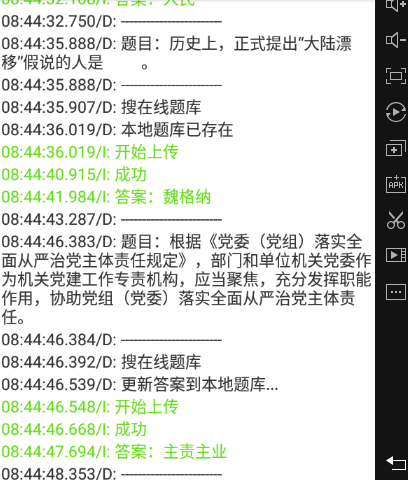 08:44:32.168/I: 答案：人民
08:44:32.750/D: ------------------------
08:44:35.888/D: 题目：历史上，正式提出“大陆漂
移”假说的人是        。
08:44:35.888/D: ------------------------
08:44:35.907/D: 搜在线题库
08:44:36.019/D: 本地题库已存在
08:44:36.019/I: 开始上传
08:44:40.915/I: 成功
08:44:41.984/I: 答案：魏格纳
08:44:43.287/D: ------------------------
08:44:46.383/D: 题目：根据《党委（党组）落实全
面从严治党主体责任规定》，部门和单位机关党委作
为机关党建工作专责机构，应当聚焦，充分发挥职能
作用，协助党组（党委）落实全面从严治党主体责
任。
08:44:46.384/D: ------------------------
08:44:46.392/D: 搜在线题库
08:44:46.539/D: 更新答案到本地题库...
08:44:46.548/I: 开始上传
08:44:46.668/I: 成功
08:44:47.694/I: 答案：主责主业
08:44:48.353/D: ------------------------
APK